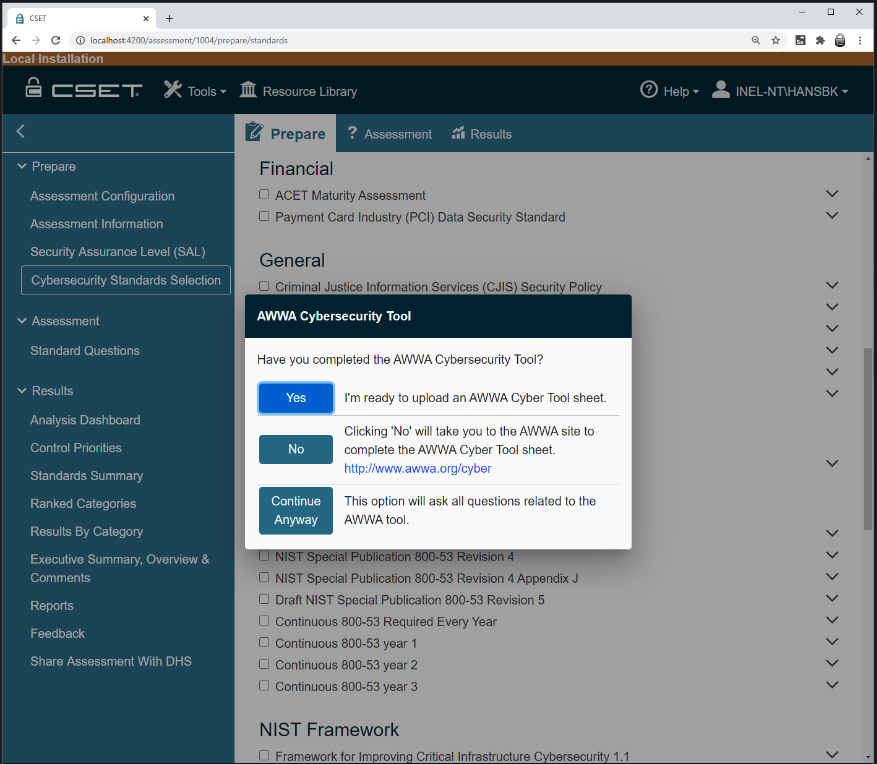 CSET
localhost:4200/assessment/1004/prepare/standards
Local Installation
CSET
Tools
Resource Library
Help
INEL-NT\HANSBK
Prepare
Assessment
Results
Prepare
Assessment Configuration
Assessment Information
Security Assurance Level (SAL)
Cybersecurity Standards Selection
Assessment
Standard Questions
Results
Analysis Dashboard
Control Priorities
Standards Summary
Ranked Categories
Results By Category
Executive Summary, Overview &
Comments
Reports
Feedback
Share Assessment With DHS
Financial
ACET Maturity Assessment
Payment Card Industry (PCI) Data Security Standard
General
Criminal Justice Information Services (CJIS) Security Policy
AWWA Cybersecurity Tool
Have you completed the AWWA Cybersecurity Tool?
Yes
I'm ready to upload an AWWA Cyber Tool sheet.
No
Clicking 'No' will take you to the AWWA site to
complete the AWWA Cyber Tool sheet.
http://www.awwa.org/cyber
Continue
Anyway
This option will ask all questions related to the
AWWA tool.
NIST Special Publication 800-53 Revision 4
NIST Special Publication 800-53 Revision 4 Appendix J
Draft NIST Special Publication 800-53 Revision 5
Continuous 800-53 Required Every Year
Continuous 800-53 year 1
Continuous 800-53 year 2
Continuous 800-53 year 3
NIST Framework
Framework for Improving Critical Infrastructure Cybersecurity 1.1